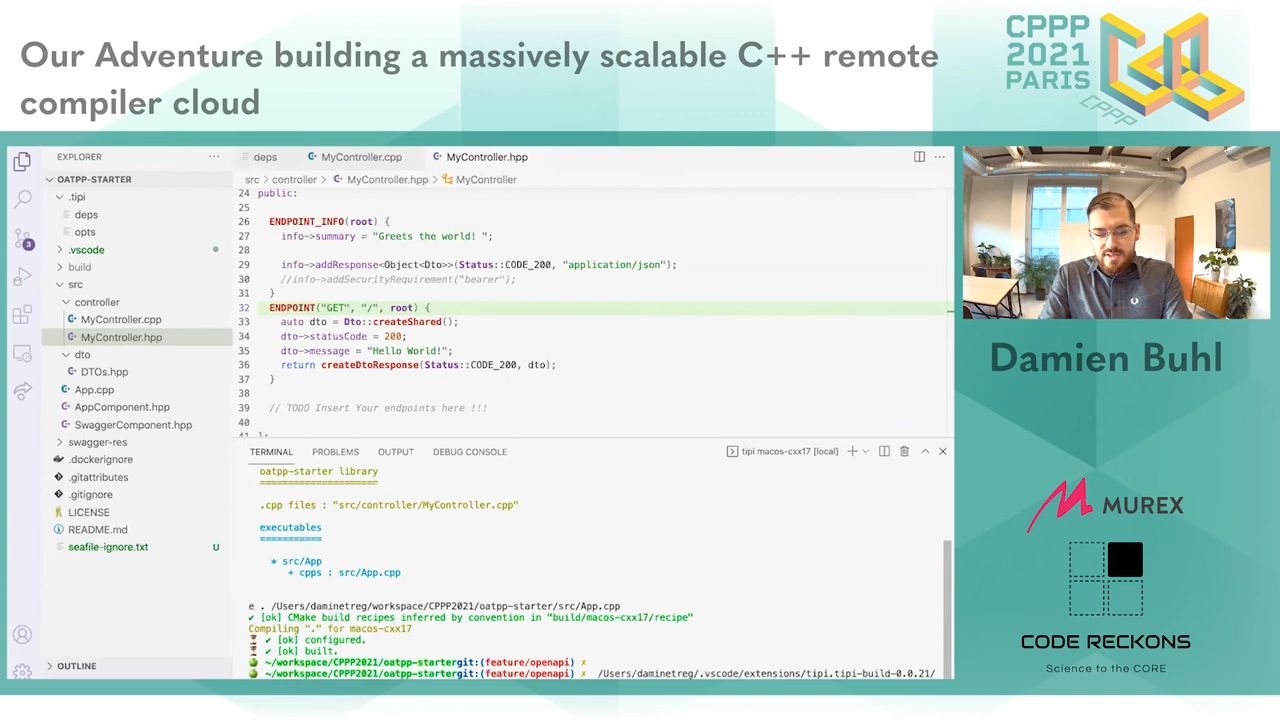 Our Adventure building a massively scalable C++ remote
compiler cloud
CPPP
2021
PARIS
CPPP
EXPLORER
OATPP-STARTER
.tipi
deps
opts
.vscode
build
src
controller
MyController.cpp
MyController.hpp
dto
DTOs.hpp
App.cpp
AppComponent.hpp
SwaggerComponent.hpp
swagger-res
.dockerignore
.gitattributes
.gitignore
LICENSE
README.md
seafile-ignore.txt U
OUTLINE
3
deps MyController.cpp MyController.hpp
src > controller > MyController.hpp > MyController
24 public:
25
26 ENDPOINT_INFO(root) {
27 info->summary = "Greets the world! ";
28
29 info->addResponse<Object<Dto>>(Status::CODE_200, "application/json");
30 //info->addSecurityRequirement("bearer");
31 }
32 ENDPOINT("GET", "/", root) {
33 auto dto = Dto::createShared();
34 dto->statusCode = 200;
35 dto->message = "Hello World!";
36 return createDtoResponse(Status::CODE_200, dto);
37 }
38
39 // TODO Insert Your endpoints here !!!
40
41 };
TERMINAL PROBLEMS OUTPUT DEBUG CONSOLE tipi macos-cxx17 [local]
oatpp-starter library
=====================
.cpp files : "src/controller/MyController.cpp"
executables
===========
* src/App
+ cpps : src/App.cpp
e . /Users/daminetreg/workspace/CPPP2021/oatpp-starter/src/App.cpp
✔ [ok] CMake build recipes inferred by convention in "build/macos-cxx17/recipe"
Compiling "." for macos-cxx17
✔ [ok] configured.
✔ [ok] built.
~/workspace/CPPP2021/oatpp-startergit:(feature/openapi) ✗
~/workspace/CPPP2021/oatpp-startergit:(feature/openapi) ✗ /Users/daminetreg/.vscode/extensions/tipi.tipi-build-0.0.21/
Damien Buhl
MUREX
CODE RECKONS
Science to the CORE